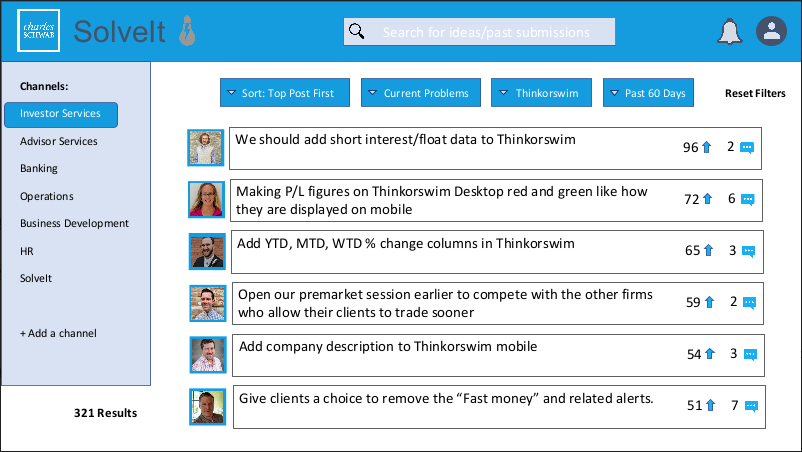 charles
SCHWAB
SolveIt
Search for ideas/past submissions
Channels:
Investor Services
Advisor Services
Banking
Operations
Business Development
HR
SolveIt
+ Add a channel
321 Results
Sort: Top Post First
Current Problems
Thinkorswim
Past 60 Days
Reset Filters
We should add short interest/float data to Thinkorswim
96 2
Making P/L figures on Thinkorswim Desktop red and green like how
they are displayed on mobile
72 6
Add YTD, MTD, WTD % change columns in Thinkorswim
65 3
Open our premarket session earlier to compete with the other firms
who allow their clients to trade sooner
59 2
Add company description to Thinkorswim mobile
54 3
Give clients a choice to remove the “Fast money” and related alerts.
51 7